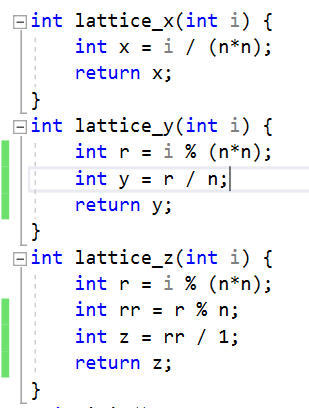 int lattice_x(int i) {
    int x = i / (n*n);
    return x;
}
int lattice_y(int i) {
    int r = i % (n*n);
    int y = r / n;
    return y;
}
int lattice_z(int i) {
    int r = i % (n*n);
    int rr = r % n;
    int z = rr / 1;
    return z;
}